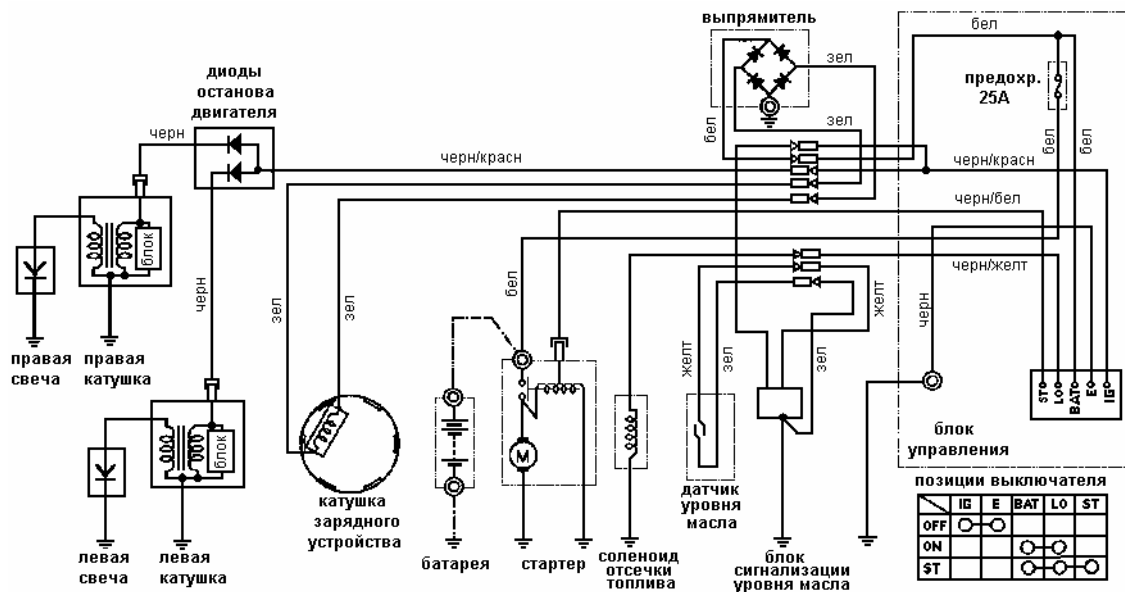 выпрямитель
бел
зел
предохр.
25А
диоды
останова
двигателя
черн
бел
зел
бел
бел
черн/красн
черн/красн
черн/бел
черн/желт
блок
черн
зел
зел
бел
желт
черн
желт
зел
зел
правая
свеча
правая
катушка
ST
LO
BAT
E
IG
блок
управления
блок
M
позиции выключателя
IG E BAT LO ST
OFF
ON
ST
катушка
зарядного
устройства
датчик
уровня
масла
левая
свеча
левая
катушка
батарея
стартер
соленоид
отсечки
топлива
блок
сигнализации
уровня масла